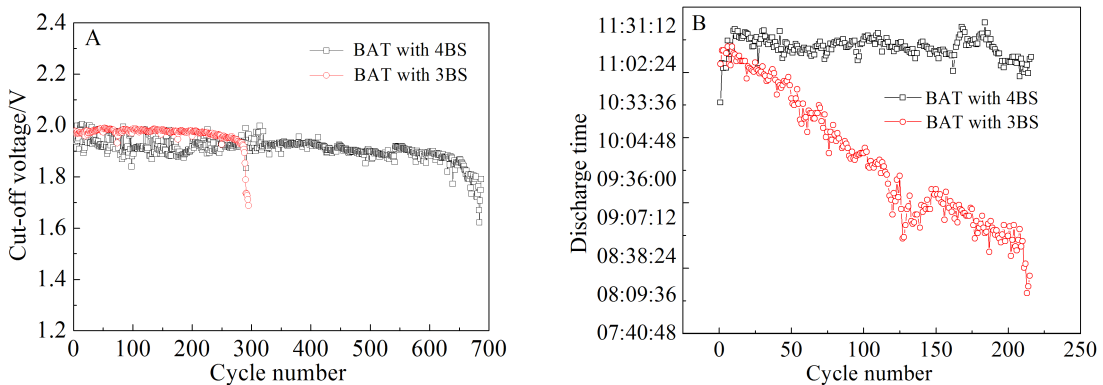 A
BAT with 4BS
BAT with 3BS
2.4
2.2
2.0
1.8
1.6
1.4
1.2
Cut-off voltage/V
0 100 200 300 400 500 600 700
Cycle number
B
BAT with 4BS
BAT with 3BS
11:31:12
11:02:24
10:33:36
10:04:48
09:36:00
09:07:12
08:38:24
08:09:36
07:40:48
Discharge time
0 50 100 150 200 250
Cycle number